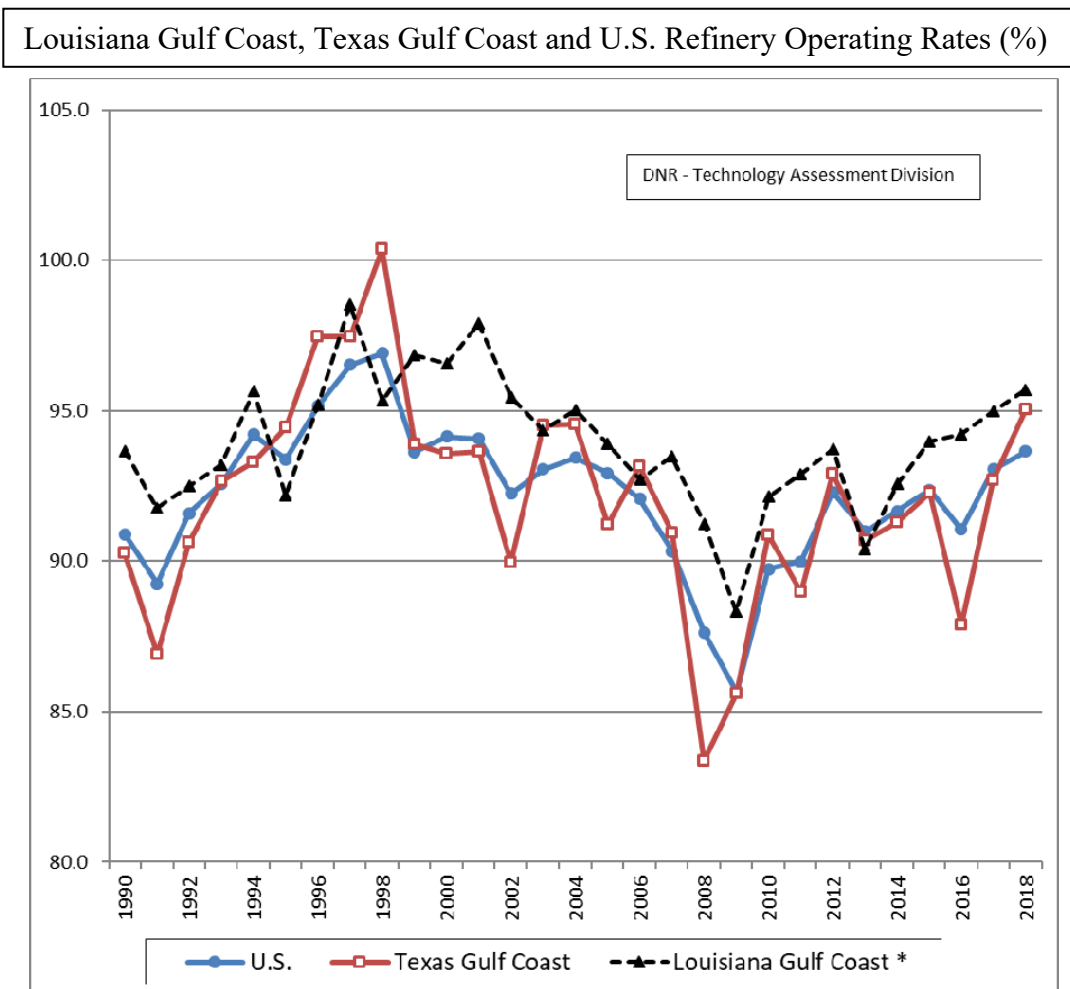 Louisiana Gulf Coast, Texas Gulf Coast and U.S. Refinery Operating Rates (%)
105.0
DNR - Technology Assessment Division
100.0
95.0
90.0
85.0
80.0
1990 1992 1994 1996 1998 2000 2002 2004 2006 2008 2010 2012 2014 2016 2018
U.S. Texas Gulf Coast Louisiana Gulf Coast *